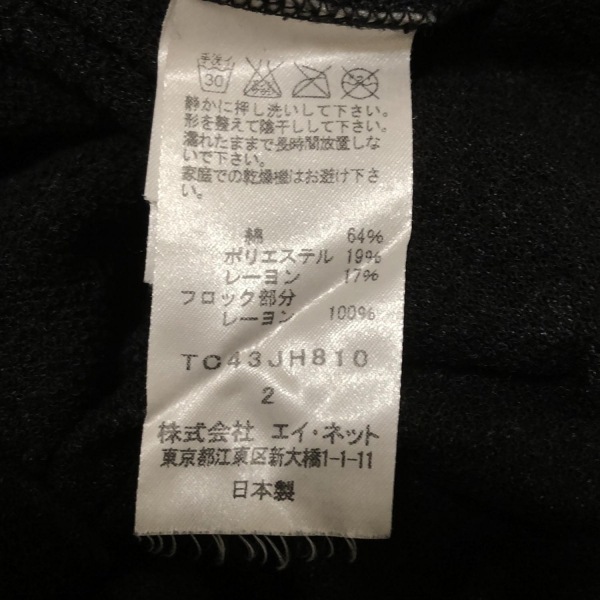 手洗イ
30
静かに押し洗いして下さい。
形を整えて陰干しして下さい。
濡れたままで長時間放置しな
いで下さい。
家庭での乾燥機はお避け下さ
い。
綿 64%
ポリエステル 19%
レーヨン 17%
フロック部分
レーヨン 100%
TC43JH810
2
株式会社 エイ・ネット
東京都江東区新大橋1-1-11
日本製